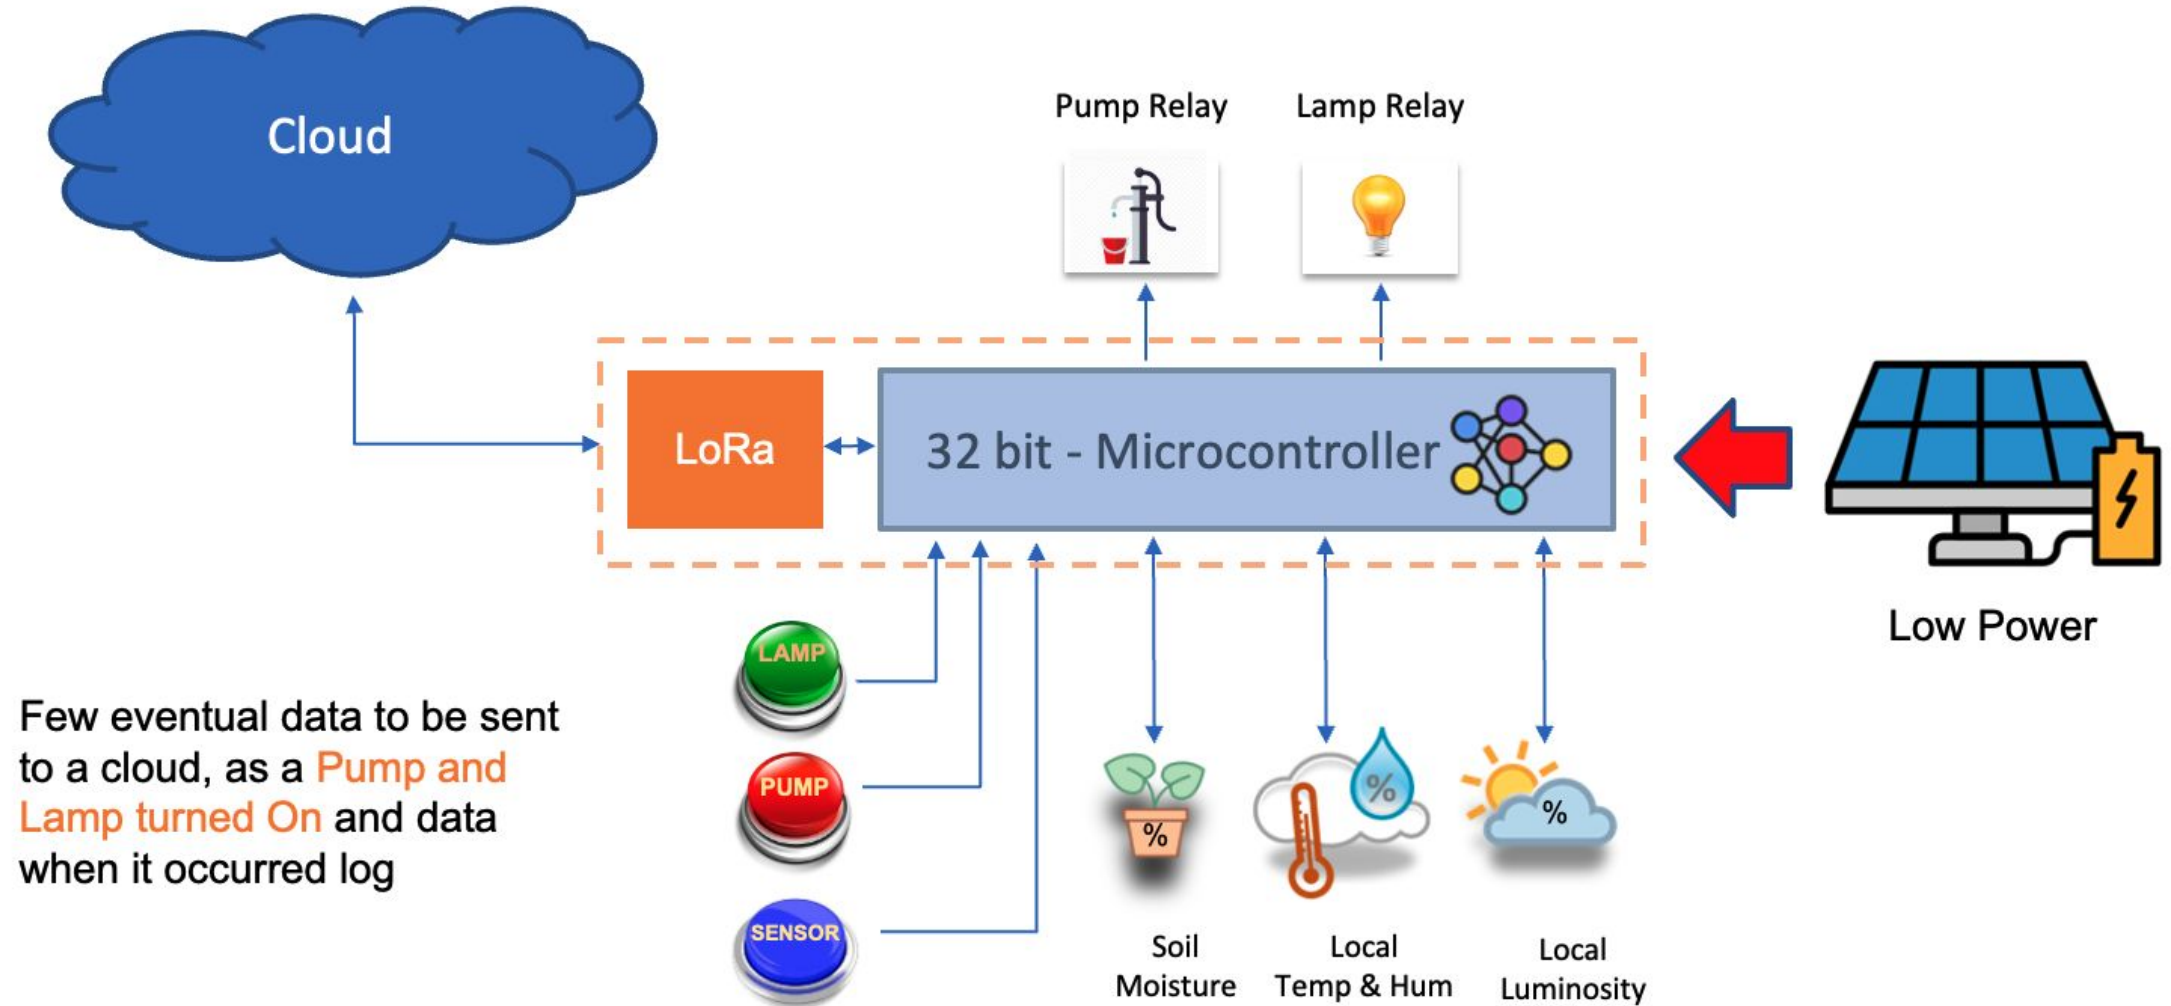 Cloud
Pump Relay
Lamp Relay
LoRa
32 bit - Microcontroller
Low Power
LAMP
PUMP
SENSOR
Few eventual data to be sent
to a cloud, as a Pump and
Lamp turned On and data
when it occurred log
%
%
%
Soil
Moisture
Local
Temp & Hum
Local
Luminosity